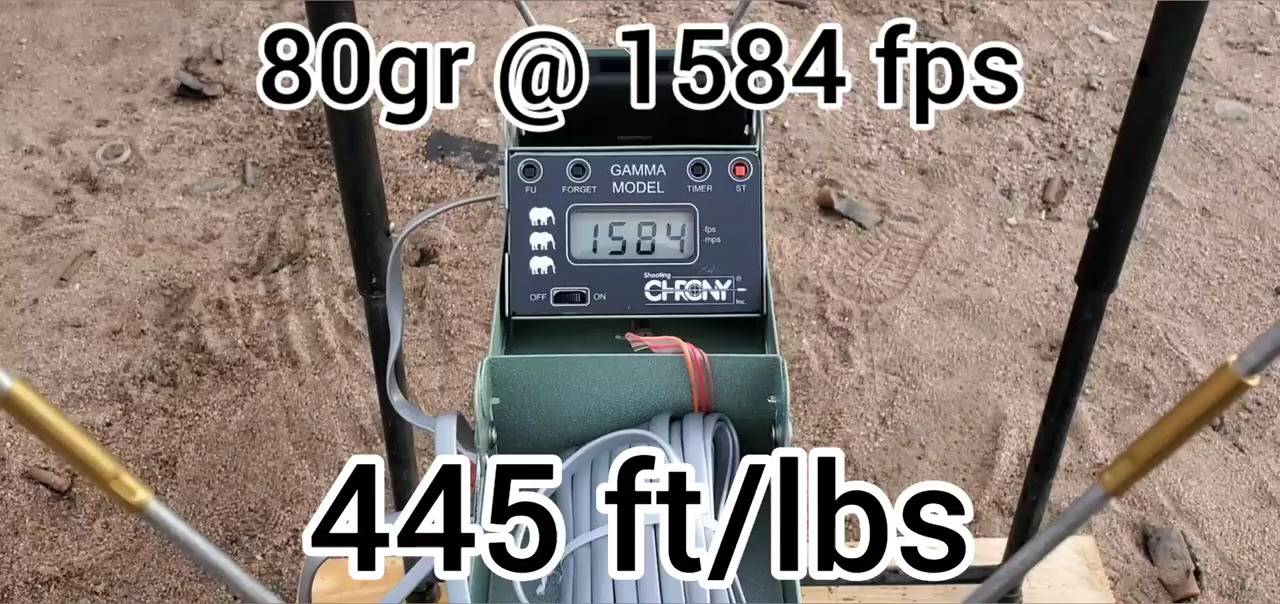 80gr @ 1584 fps
GAMMA
MODEL
FU
FORGET
TIMER
ST
1584
-fps
-mps
Shooting
CHRONY
®
Inc.
OFF
ON
445 ft/lbs